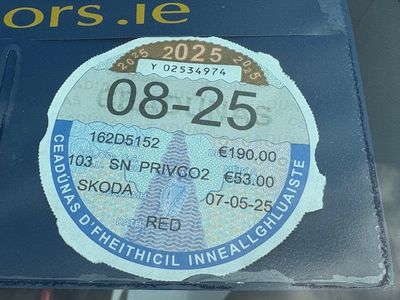 ors.ie
2025 2025 2025
Y 02534974
08-25
162D5152 €190.00
103 SN PRIVCO2 €53.00
SKODA 07-05-25
RED
CEADÚNAS D'FHEITHICIL INNEALLGHLUAISTE